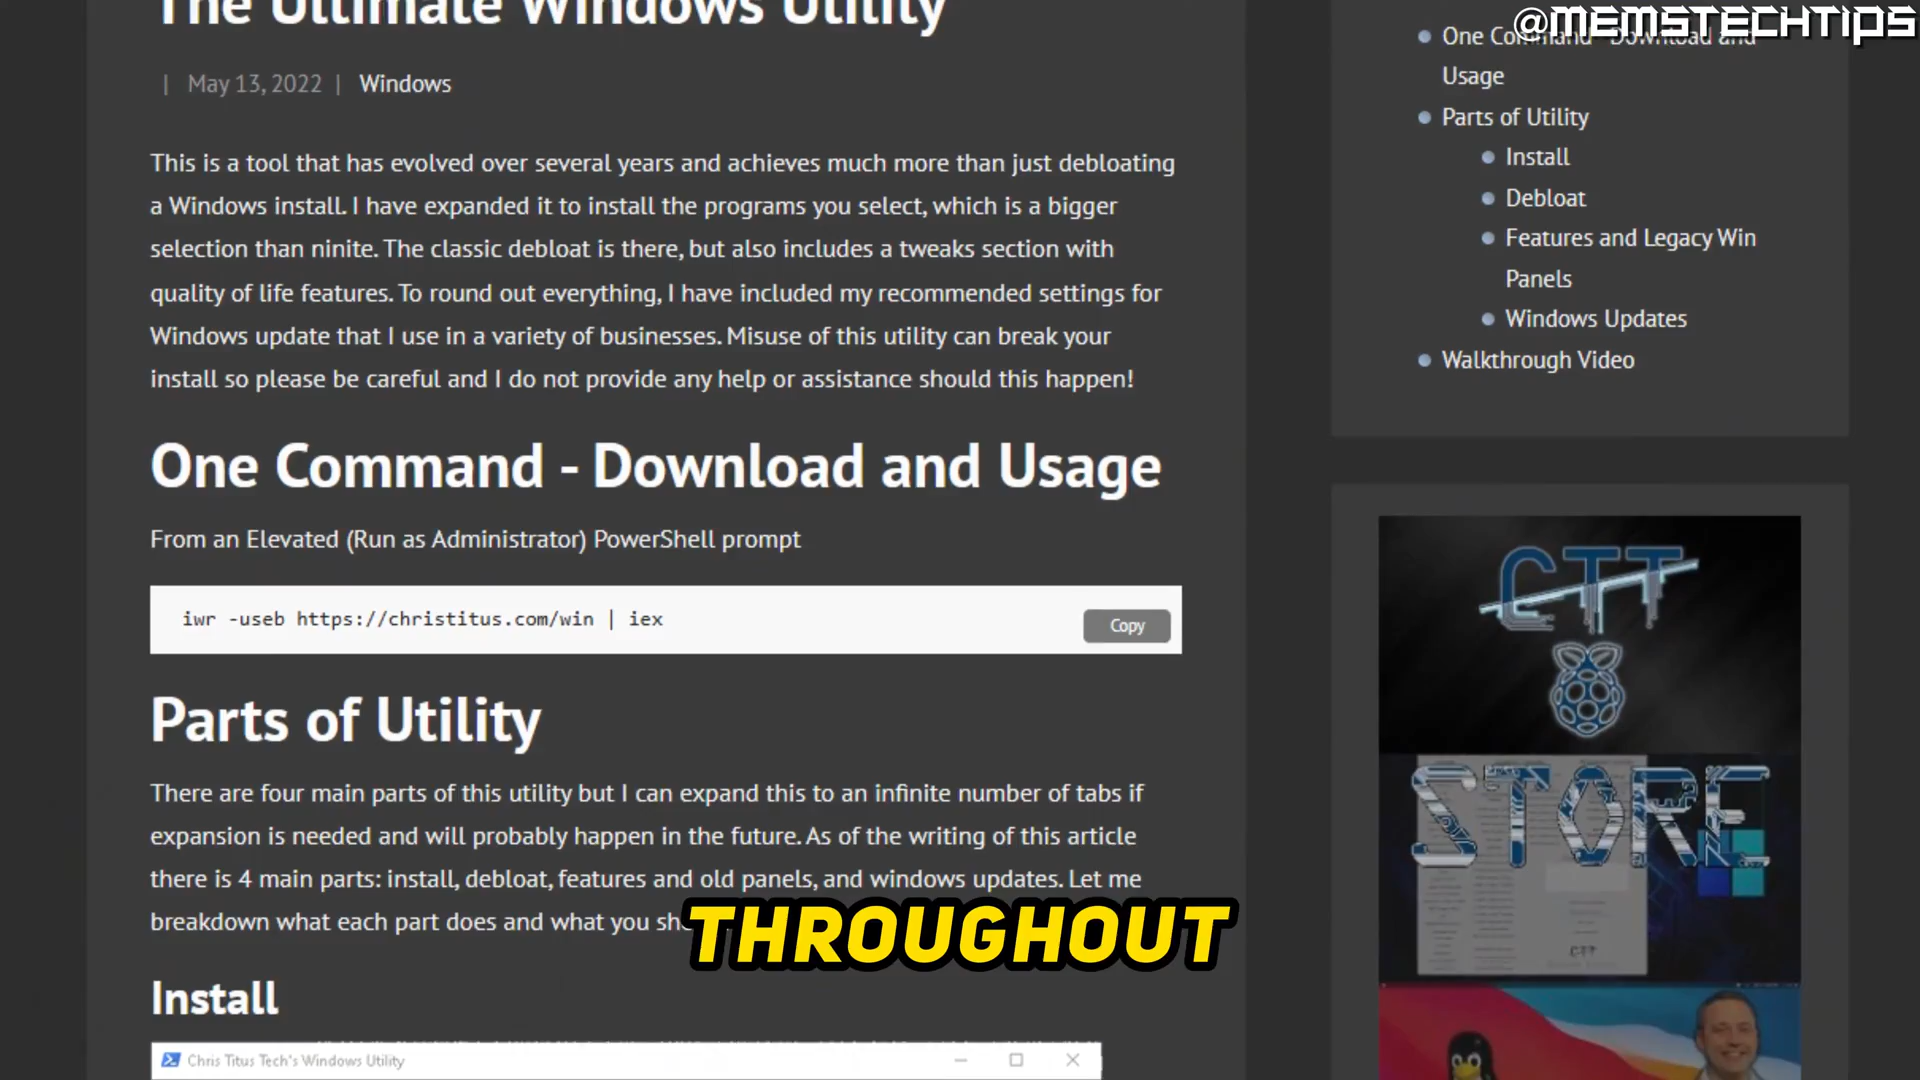 The Ultimate Windows Utility
| May 13, 2022 | Windows
This is a tool that has evolved over several years and achieves much more than just debloating
a Windows install. I have expanded it to install the programs you select, which is a bigger
selection than ninite. The classic debloat is there, but also includes a tweaks section with
quality of life features. To round out everything, I have included my recommended settings for
Windows update that I use in a variety of businesses. Misuse of this utility can break your
install so please be careful and I do not provide any help or assistance should this happen!
One Command - Download and Usage
From an Elevated (Run as Administrator) PowerShell prompt
iwr -useb https://christitus.com/win | iex
Copy
Parts of Utility
There are four main parts of this utility but I can expand this to an infinite number of tabs if
expansion is needed and will probably happen in the future. As of the writing of this article
there is 4 main parts: install, debloat, features and old panels, and windows updates. Let me
breakdown what each part does and what you
THROUGHOUT
Install
Chris Titus Tech's Windows Utility
@MEMSTECHTIPS
One Command - Download and
Usage
Parts of Utility
Install
Debloat
Features and Legacy Win
Panels
Windows Updates
Walkthrough Video
CTT
STORE
CTT